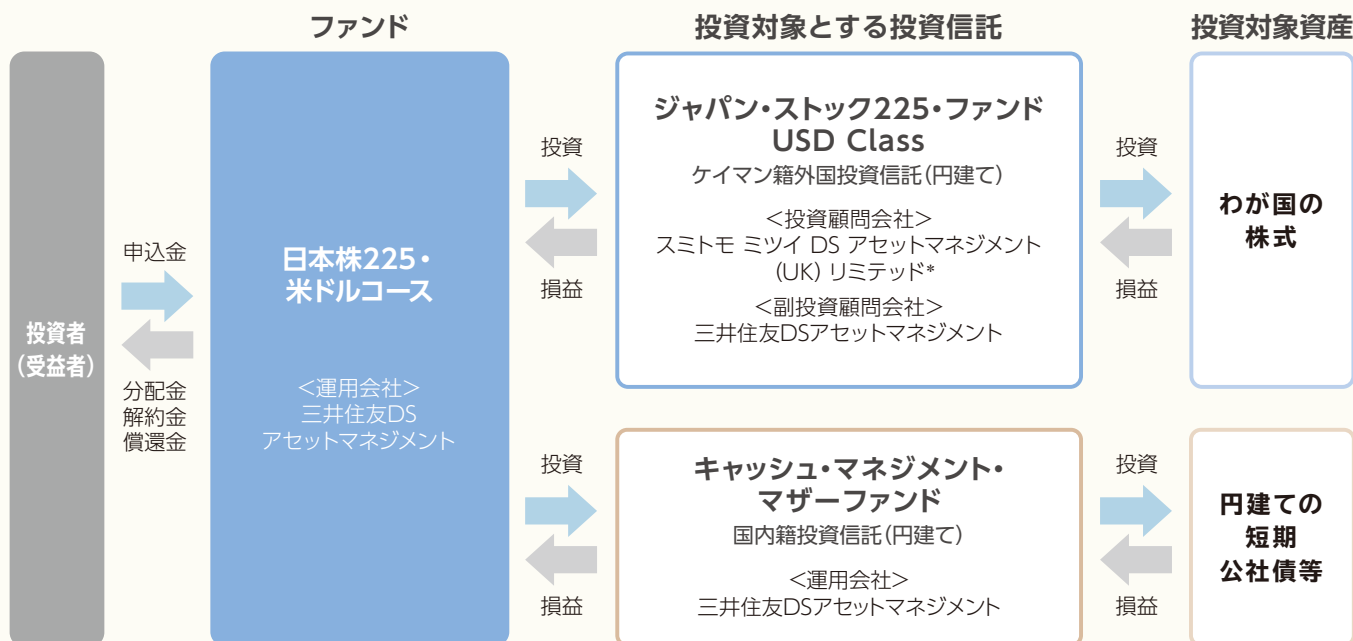 ファンド
投資対象とする投資信託
投資対象資産
投資者
(受益者)
申込金
分配金
解約金
償還金
日本株225・
米ドルコース
<運用会社>
三井住友DS
アセットマネジメント
投資
損益
ジャパン・ストック225・ファンド
USD Class
ケイマン籍外国投資信託(円建て)
<投資顧問会社>
スミトモ ミツイ DS アセットマネジメント
(UK) リミテッド*
<副投資顧問会社>
三井住友DSアセットマネジメント
投資
損益
わが国の
株式
投資
損益
キャッシュ・マネジメント・
マザーファンド
国内籍投資信託(円建て)
<運用会社>
三井住友DSアセットマネジメント
投資
損益
円建ての
短期
公社債等